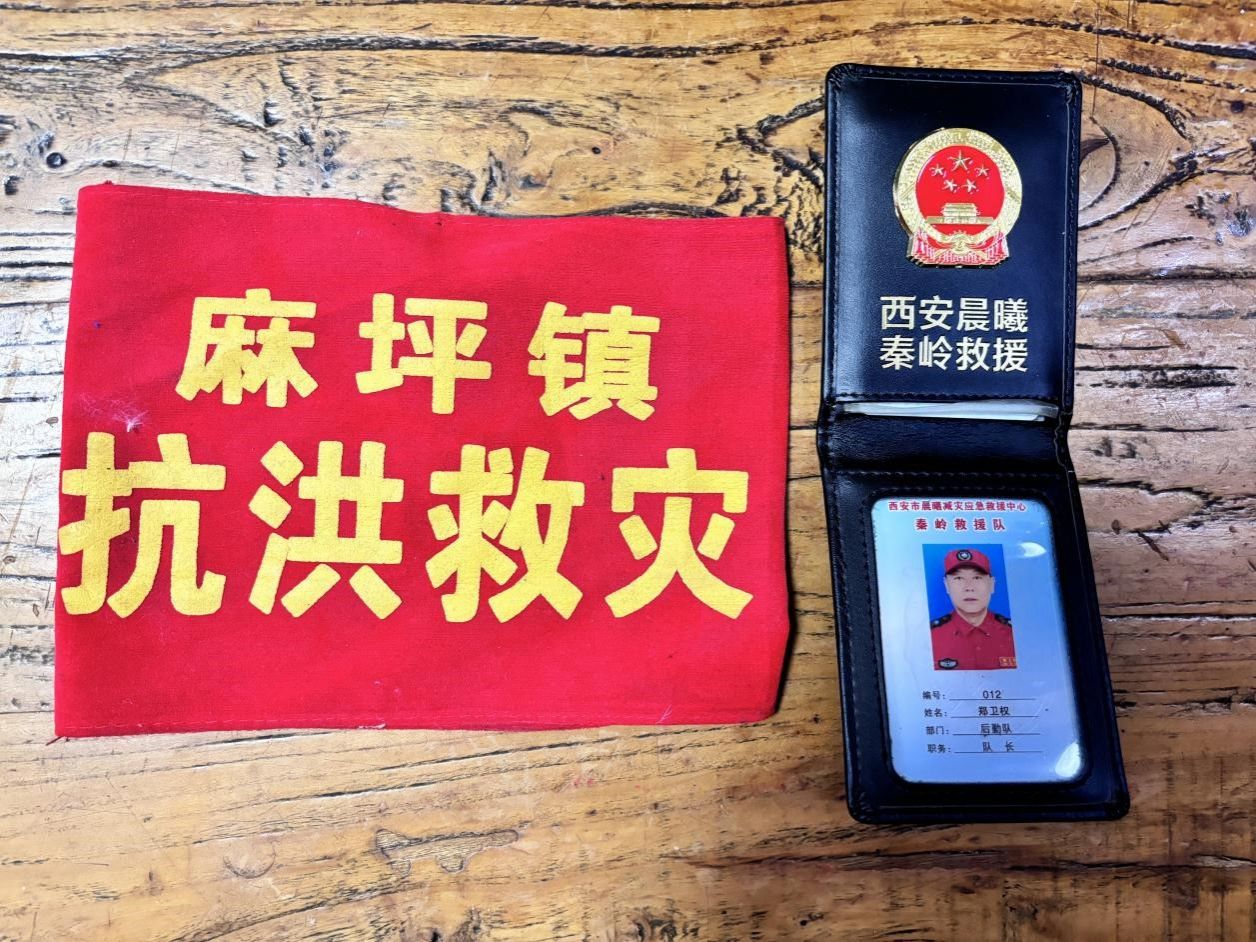 麻坪镇
抗洪救灾
西安晨曦
秦岭救援
西安市晨曦减灾应急救援中心
秦岭救援队
编号：012
姓名：郑卫权
部门：后勤队
职务：队 长